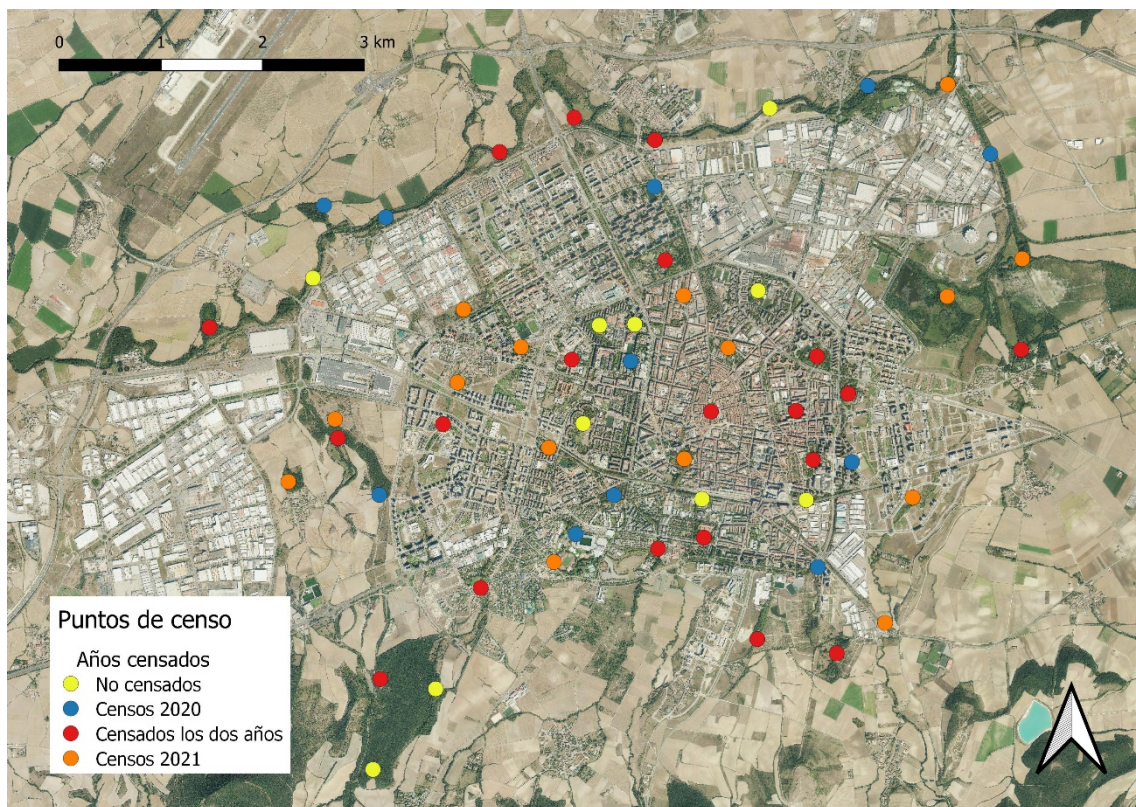 0 1 2 3 km
Puntos de censo
Años censados
No censados
Censos 2020
Censados los dos años
Censos 2021